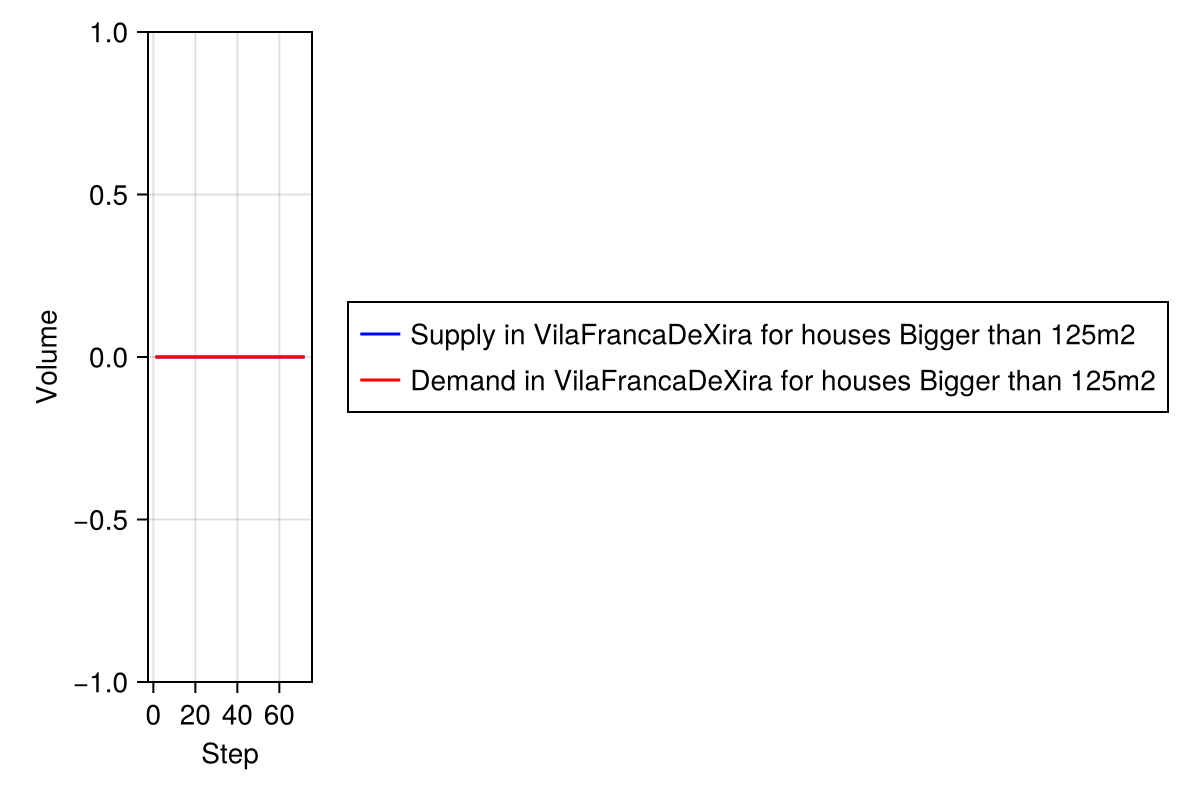 1.0
0.5
0.0
−0.5
−1.0
Volume
0 20 40 60
Step
Supply in VilaFrancaDeXira for houses Bigger than 125m2
Demand in VilaFrancaDeXira for houses Bigger than 125m2